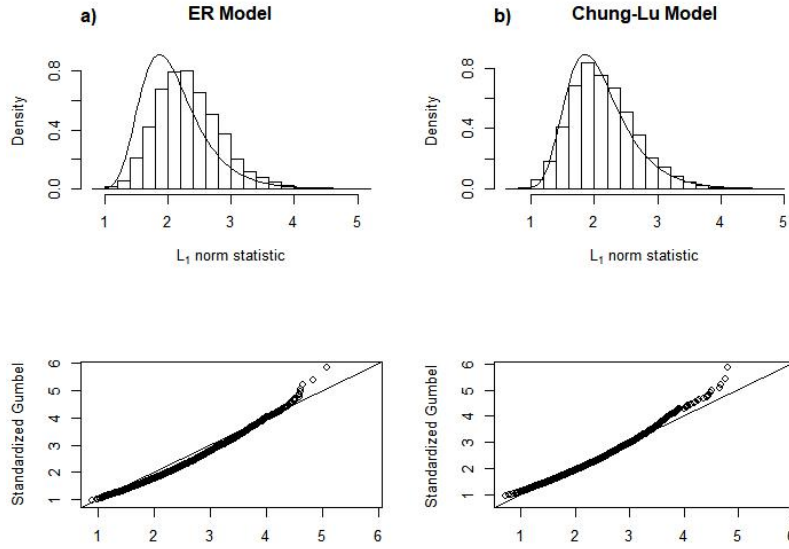 a) ER Model
b) Chung-Lu Model
Density
0.0 0.4 0.8
1 2 3 4 5
L₁ norm statistic
Density
0.0 0.4 0.8
1 2 3 4 5
L₁ norm statistic
Standardized Gumbel
1 2 3 4 5 6
1 2 3 4 5 6
Standardized Gumbel
1 2 3 4 5 6
1 2 3 4 5 6